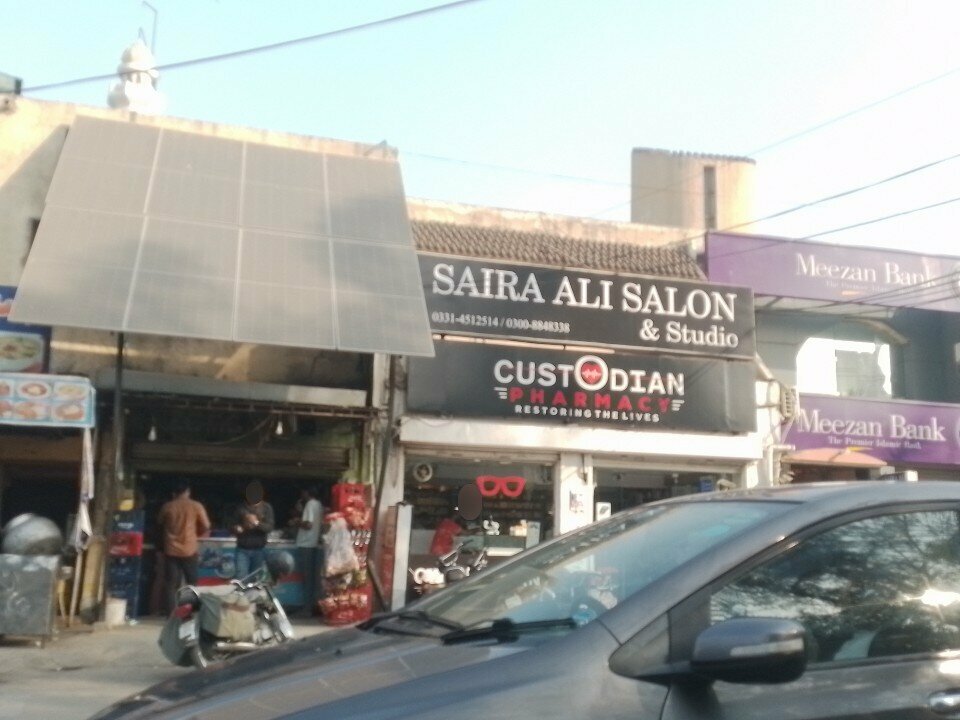 SAIRA ALI SALON
0331-4512514 / 0300-8848338
& Studio
CUSTODIAN
PHARMACY
RESTORING THE LIVES
Meezan Bank
The Premier Islamic Bank
Meezan Bank
The Premier Islamic Bank